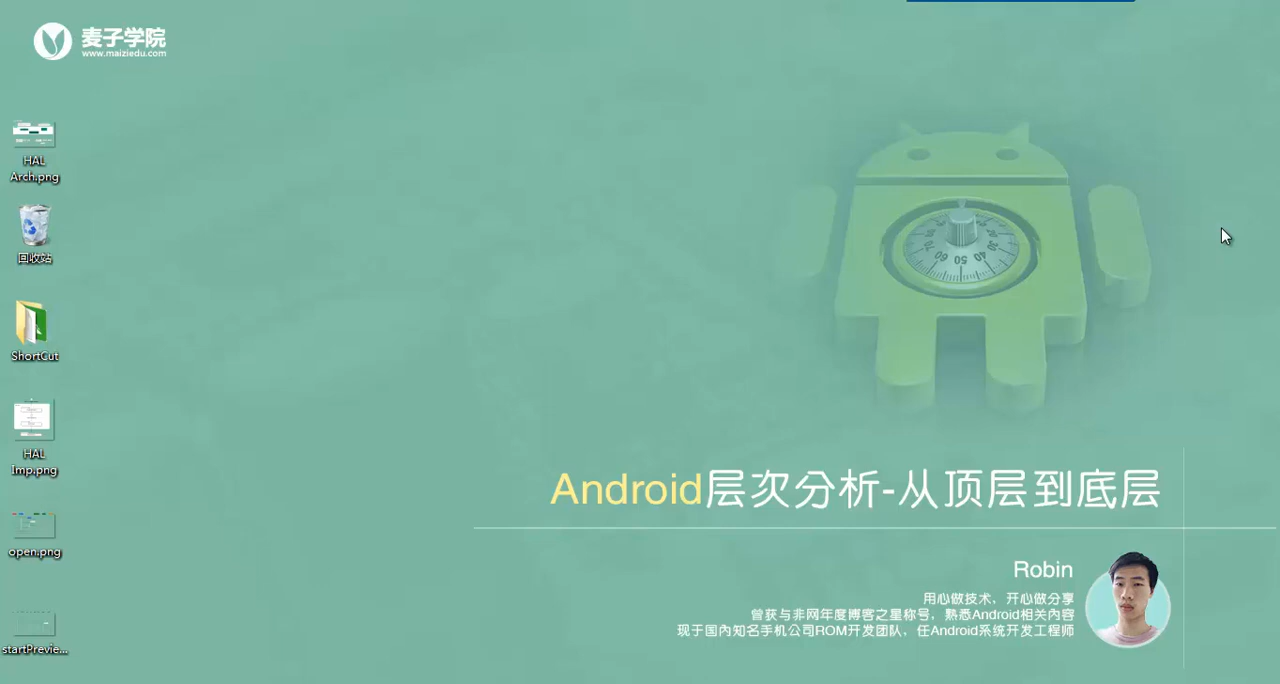 麦子学院
www.maiziedu.com
HAL
Arch.png
回收站
ShortCut
HAL
Imp.png
open.png
startPrevie...
60
50
40
30
Android层次分析-从顶层到底层
Robin
用心做技术，开心做分享
曾获与非网年度博客之星称号，熟悉Android相关内容
现于国内知名手机公司ROM开发团队，任Android系统开发工程师